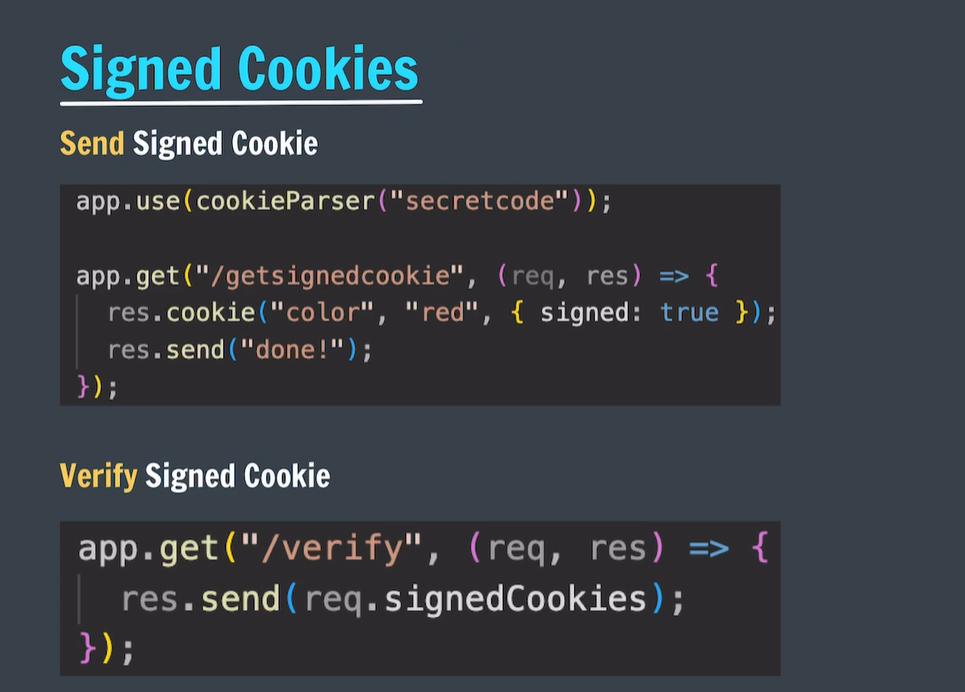 Signed Cookies
Send Signed Cookie
app.use(cookieParser("secretcode"));
app.get("/getsignedcookie", (req, res) => {
res.cookie("color", "red", { signed: true });
res.send("done!");
});
Verify Signed Cookie
app.get("/verify", (req, res) => {
res.send(req.signedCookies);
});